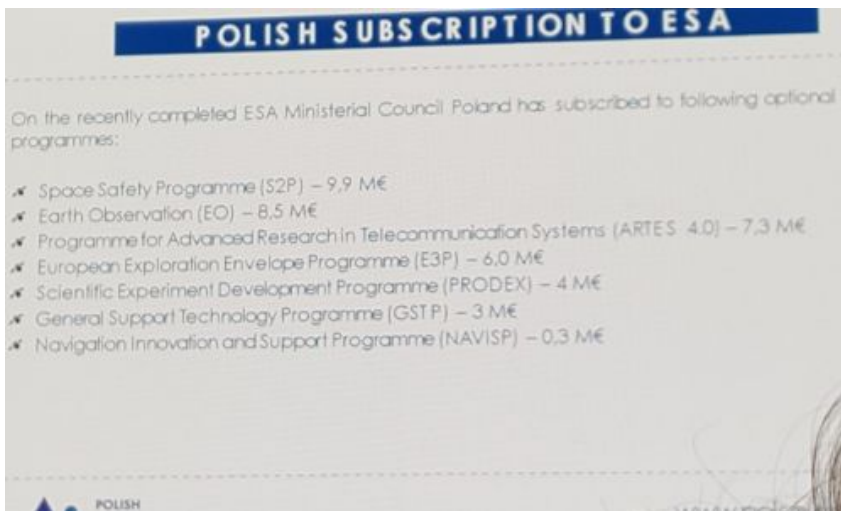 POLISH SUBSCRIPTION TO ESA
On the recently completed ESA Ministerial Council Poland has subscribed to following optional
programmes:
Space Safety Programme (S2P) – 9,9 M€
Earth Observation (EO) – 8,5 M€
Programme for Advanced Research in Telecommunication Systems (ARTES 4.0) – 7,3 M€
European Exploration Envelope Programme (E3P) – 6,0 M€
Scientific Experiment Development Programme (PRODEX) – 4 M€
General Support Technology Programme (GSTP) – 3 M€
Navigation Innovation and Support Programme (NAVISP) – 0,3 M€
POLISH